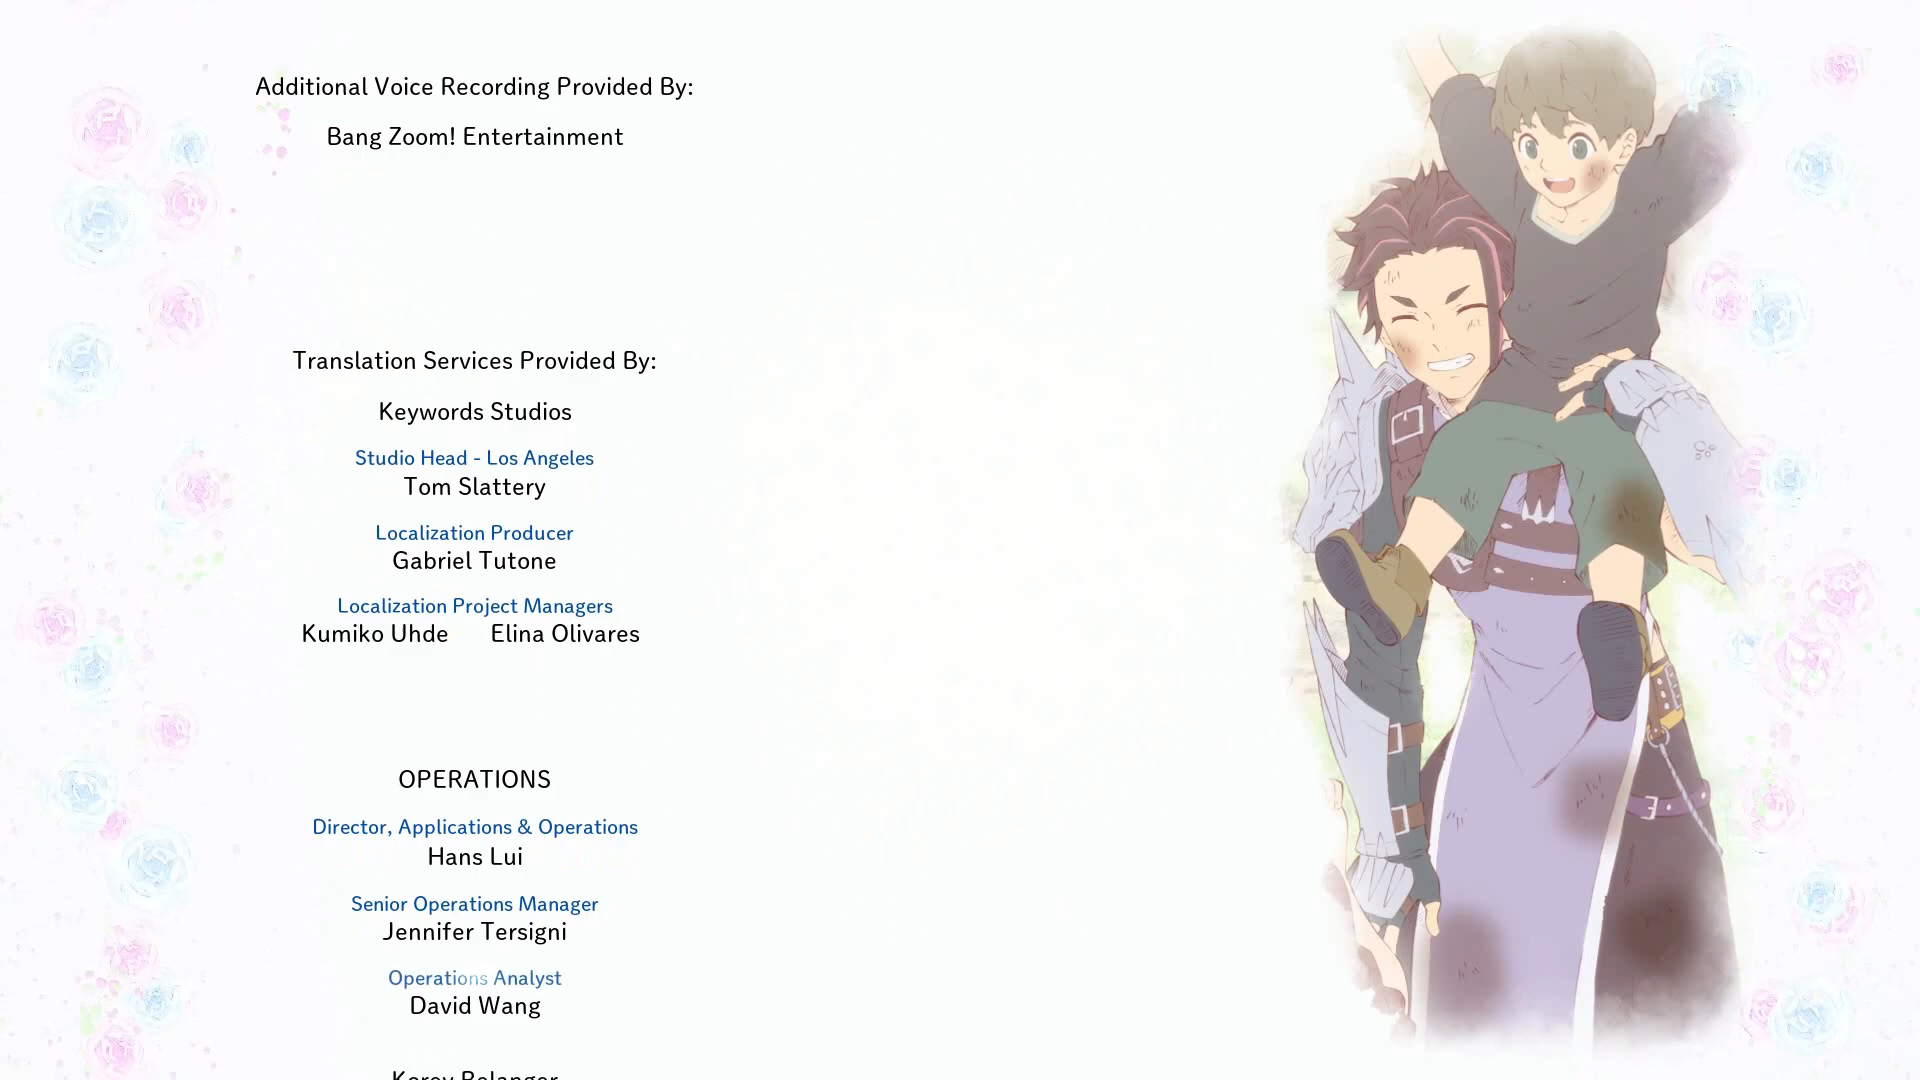 Additional Voice Recording Provided By:
Bang Zoom! Entertainment
Translation Services Provided By:
Keywords Studios
Studio Head - Los Angeles
Tom Slattery
Localization Producer
Gabriel Tutone
Localization Project Managers
Kumiko Uhde Elina Olivares
OPERATIONS
Director, Applications & Operations
Hans Lui
Senior Operations Manager
Jennifer Tersigni
Operations Analyst
David Wang